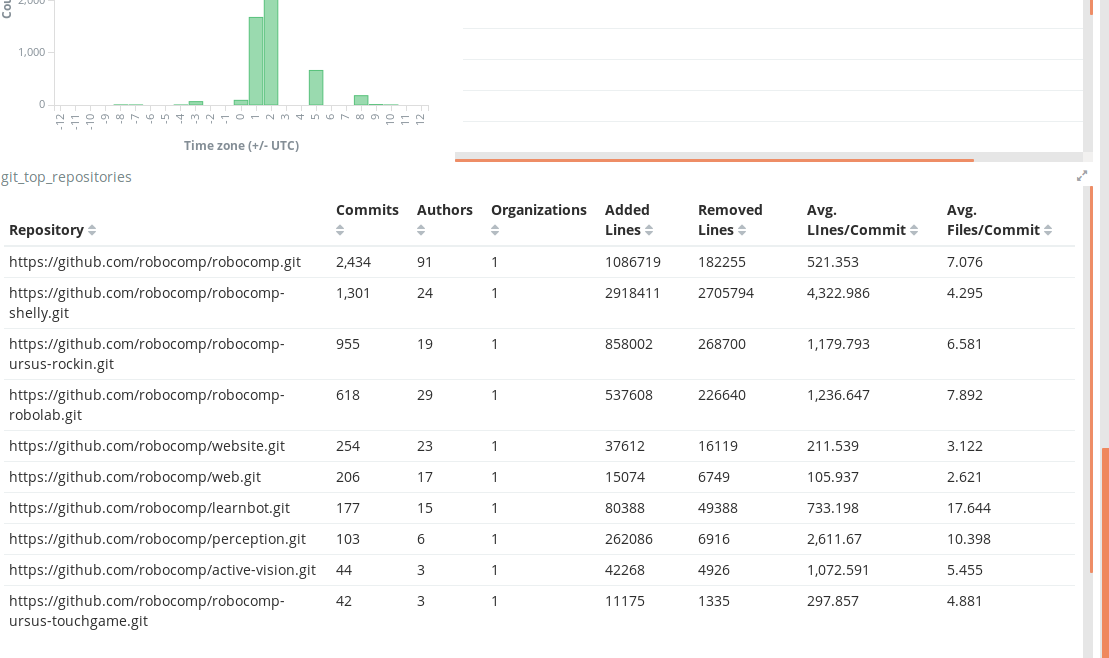 Cou
2,000
1,000
0
-12 -11 -10 -9 -8 -7 -6 -5 -4 -3 -2 -1 0 1 2 3 4 5 6 7 8 9 10 11 12
Time zone (+/- UTC)
git_top_repositories
Repository Commits Authors Organizations Added Lines Removed Lines Avg. LInes/Commit Avg. Files/Commit
https://github.com/robocomp/robocomp.git 2,434 91 1 1086719 182255 521.353 7.076
https://github.com/robocomp/robocomp- 1,301 24 1 2918411 2705794 4,322.986 4.295
shelly.git
https://github.com/robocomp/robocomp- 955 19 1 858002 268700 1,179.793 6.581
ursus-rockin.git
https://github.com/robocomp/robocomp- 618 29 1 537608 226640 1,236.647 7.892
robolab.git
https://github.com/robocomp/website.git 254 23 1 37612 16119 211.539 3.122
https://github.com/robocomp/web.git 206 17 1 15074 6749 105.937 2.621
https://github.com/robocomp/learnbot.git 177 15 1 80388 49388 733.198 17.644
https://github.com/robocomp/perception.git 103 6 1 262086 6916 2,611.67 10.398
https://github.com/robocomp/active-vision.git 44 3 1 42268 4926 1,072.591 5.455
https://github.com/robocomp/robocomp- 42 3 1 11175 1335 297.857 4.881
ursus-touchgame.git